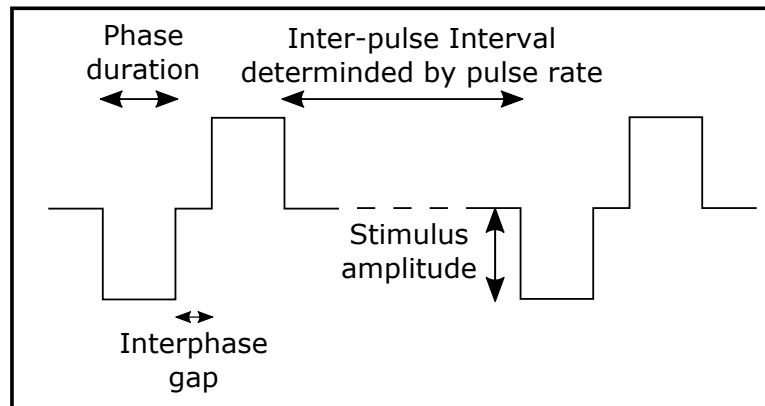 Phase
duration
Inter-pulse Interval
determinded by pulse rate
Stimulus
amplitude
Interphase
gap